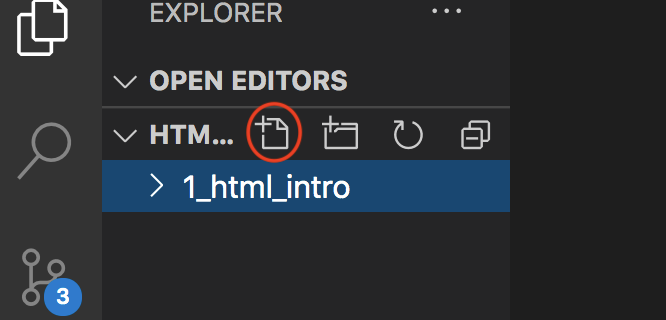 EXPLORER ...
OPEN EDITORS
HTM...
1_html_intro
3